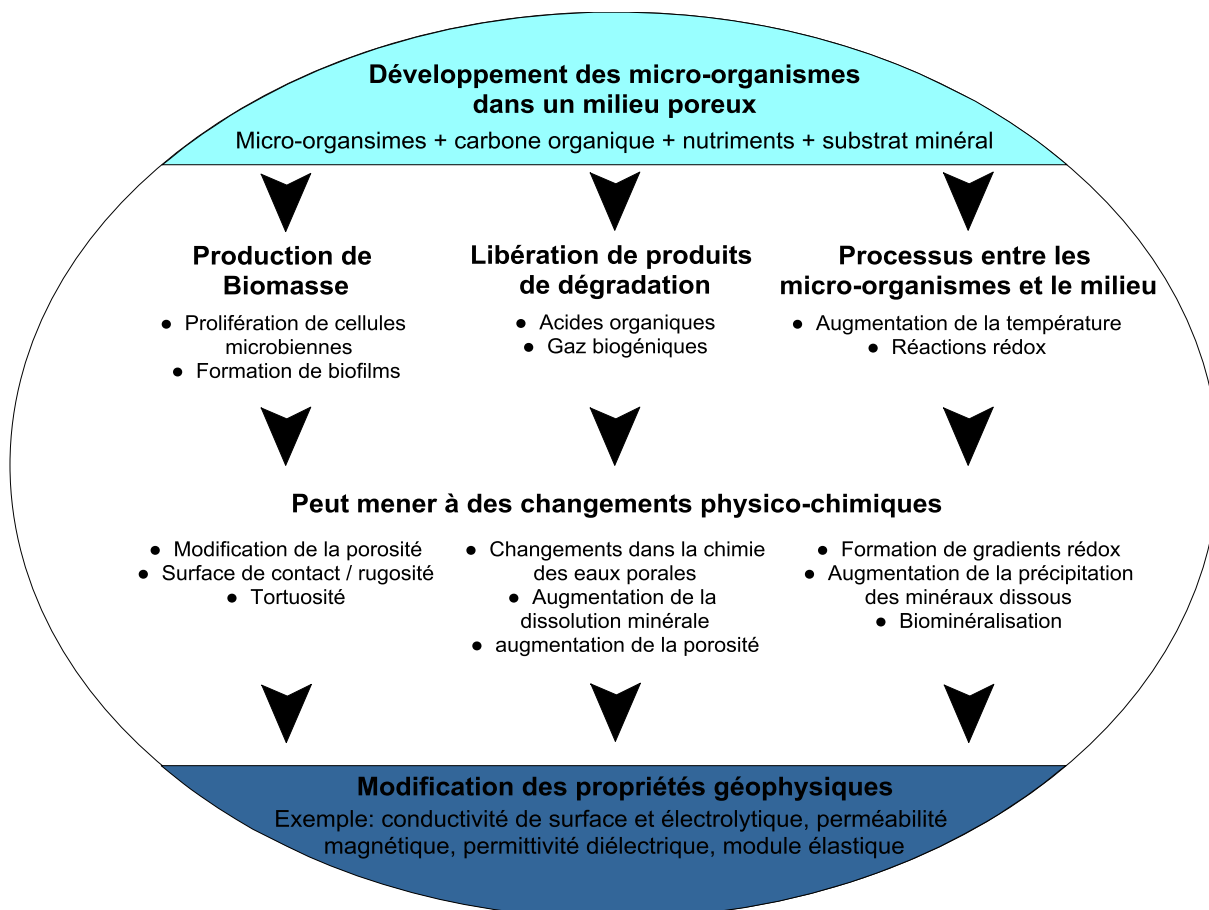 Développement des micro-organismes
dans un milieu poreux
Micro-organsimes + carbone organique + nutriments + substrat minéral
Production de
Biomasse
● Prolifération de cellules
microbiennes
● Formation de biofilms
Libération de produits
de dégradation
● Acides organiques
● Gaz biogéniques
Processus entre les
micro-organismes et le milieu
● Augmentation de la température
● Réactions rédox
Peut mener à des changements physico-chimiques
● Modification de la porosité
● Surface de contact / rugosité
● Tortuosité
● Changements dans la chimie
des eaux porales
● Augmentation de la
dissolution minérale
● augmentation de la porosité
● Formation de gradients rédox
● Augmentation de la précipitation
des minéraux dissous
● Biominéralisation
Modification des propriétés géophysiques
Exemple: conductivité de surface et électrolytique, perméabilité
magnétique, permittivité diélectrique, module élastique